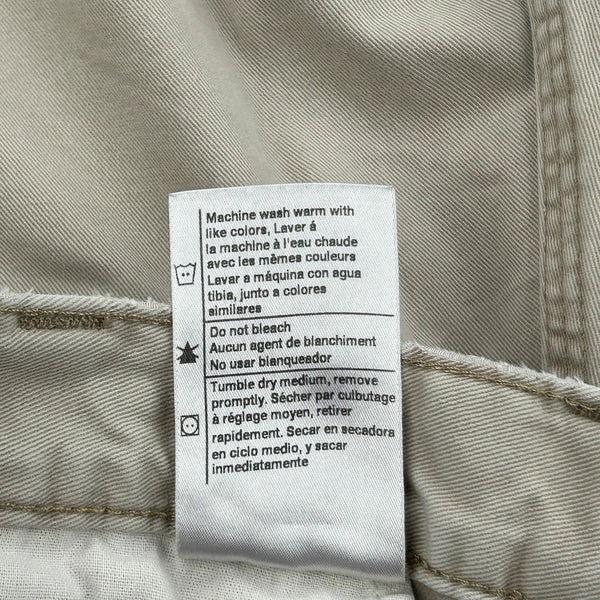 Machine wash warm with
like colors, Laver á
la machine à l'eau chaude
avec les mêmes couleurs
Lavar a máquina con agua
tibia, junto a colores
similares
Do not bleach
Aucun agent de blanchiment
No usar blanqueador
Tumble dry medium, remove
promptly. Sécher par culbutage
à réglage moyen, retirer
rapidement. Secar en secadora
en ciclo medio, y sacar
inmediatamente